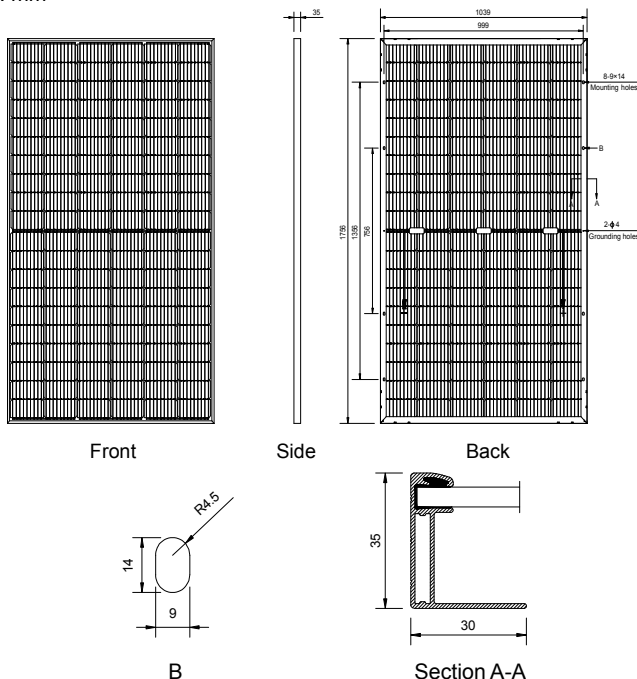 mm
35
1039
999
8-9×14
Mounting holes
B
A A
1356
756
2-ϕ4
Grounding holes
Front
Side
Back
R4.5
14
9
B
35
30
Section A-A